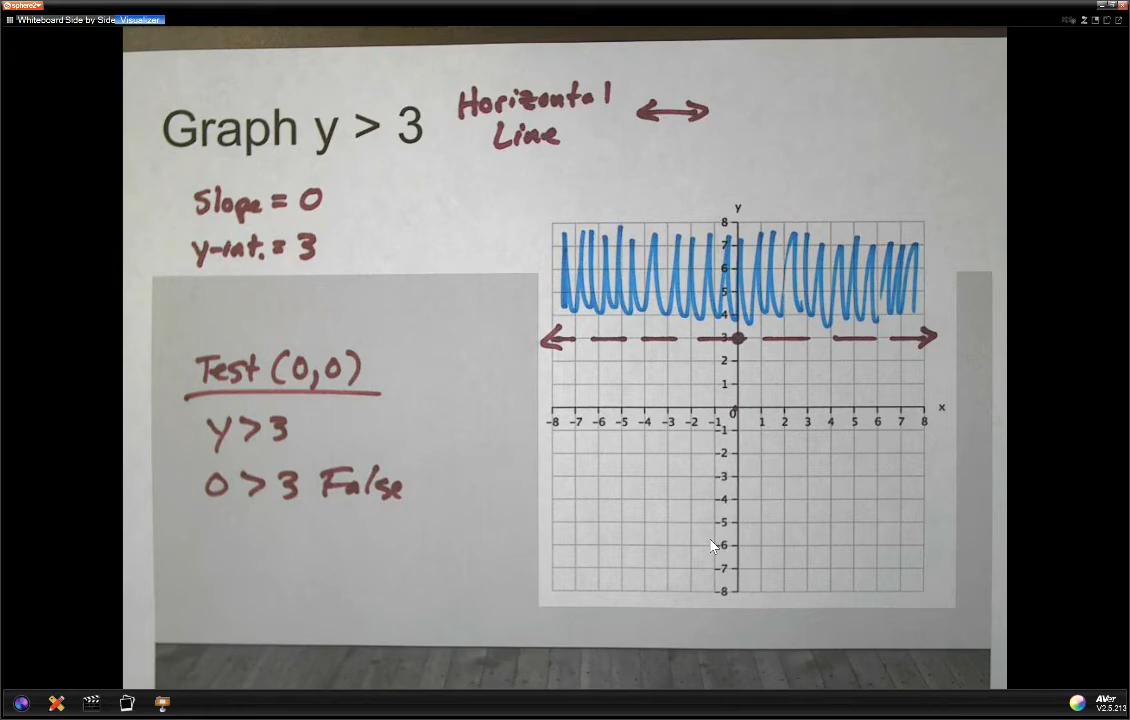 sphere2
Whiteboard Side by Side Visualizer
Graph y > 3
Horizontal
Line
Slope = 0
y-int. = 3
Test (0,0)
y > 3
0 > 3 False
y
8
7
6
5
4
3
2
1
0
-8 -7 -6 -5 -4 -3 -2 -1 1 2 3 4 5 6 7 8
x
-1
-2
-3
-4
-5
-6
-7
-8
AVer
V2.5.213